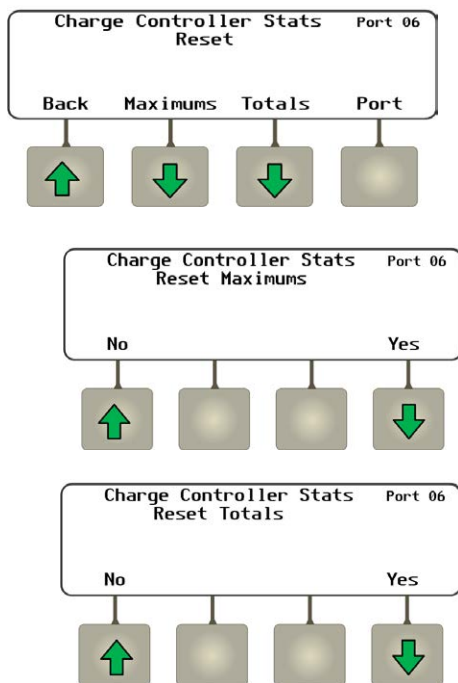 Charge Controller Stats Port 06
Reset
Back Maximums Totals Port
Charge Controller Stats Port 06
Reset Maximums
No Yes
Charge Controller Stats Port 06
Reset Totals
No Yes